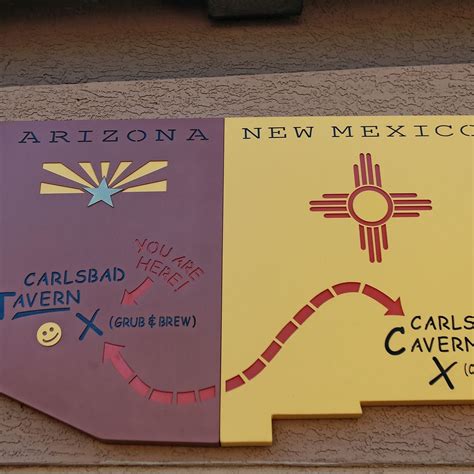 ARIZONA
NEW MEXICO
YOU ARE
HERE!
CARLSBAD
TAVERN
X (GRUB & BREW)
CARLS
CAVERN
X (